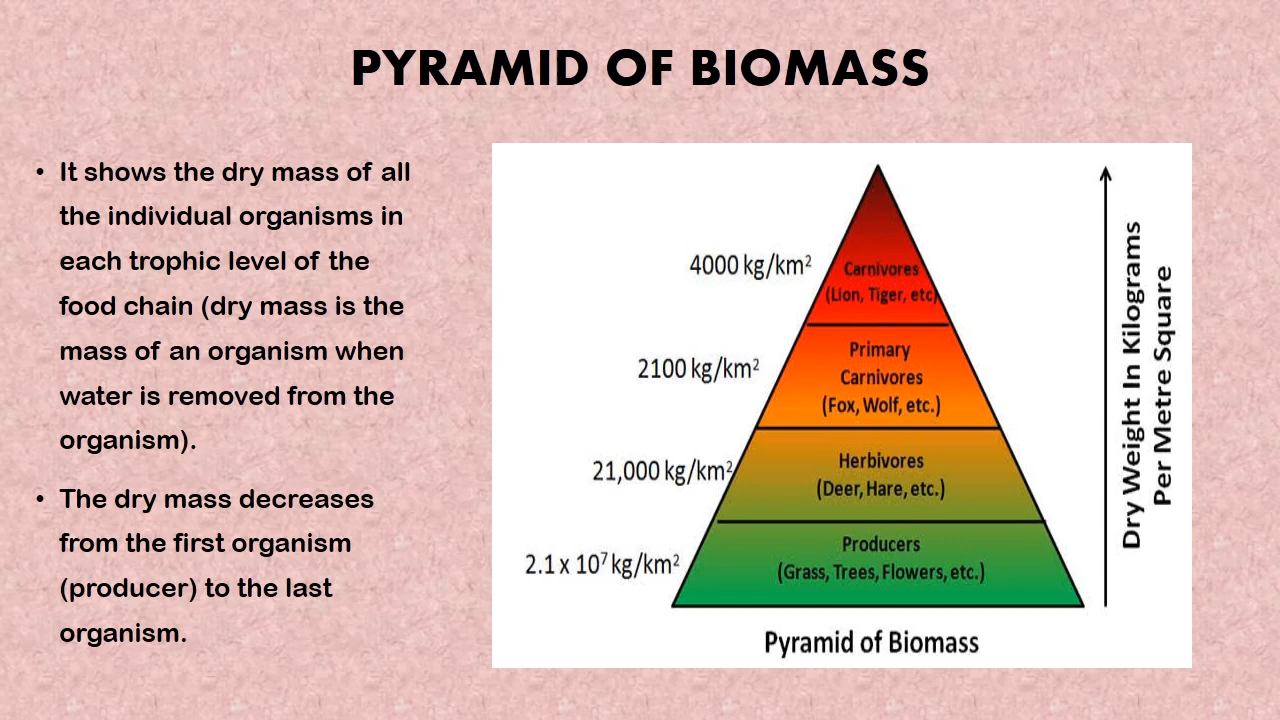 PYRAMID OF BIOMASS
• It shows the dry mass of all
the individual organisms in
each trophic level of the
food chain (dry mass is the
mass of an organism when
water is removed from the
organism).
• The dry mass decreases
from the first organism
(producer) to the last
organism.
4000 kg/km²
Carnivores
(Lion, Tiger, etc)
2100 kg/km²
Primary
Carnivores
(Fox, Wolf, etc.)
21,000 kg/km²
Herbivores
(Deer, Hare, etc.)
2.1 x 10⁷ kg/km²
Producers
(Grass, Trees, Flowers, etc.)
Dry Weight In Kilograms
Per Metre Square
Pyramid of Biomass